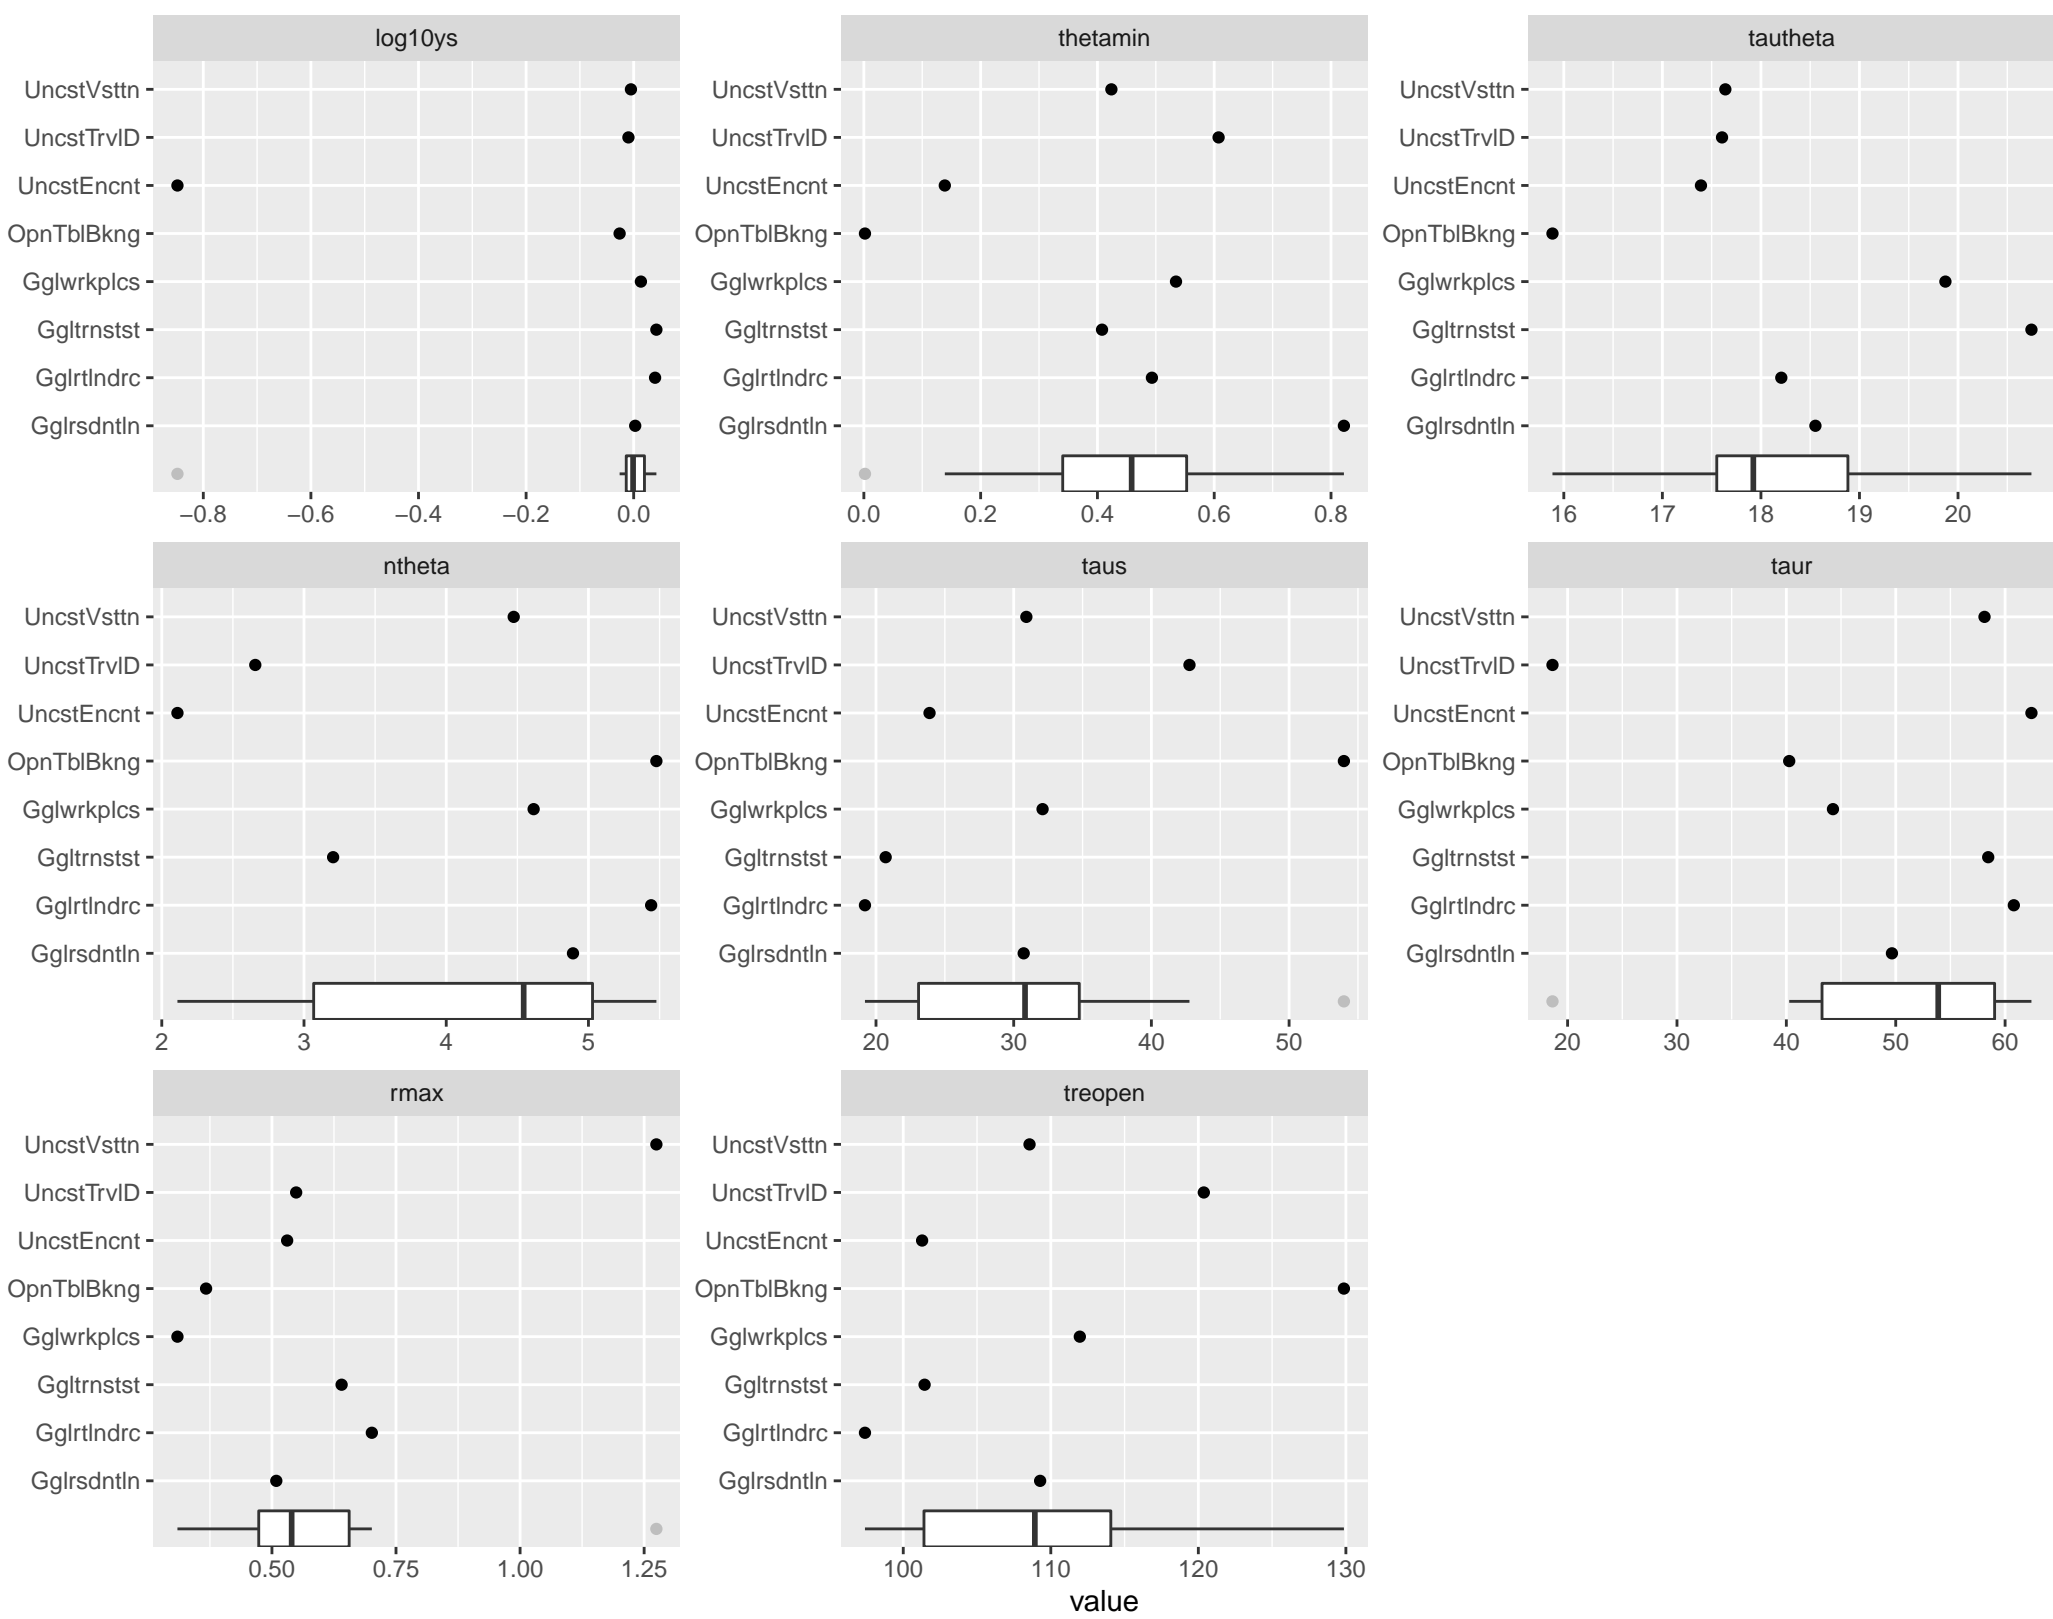 log10ys
UncstVsttn
UncstTrvlD
UncstEncnt
OpnTblBkng
Gglwrkplcs
Ggltrnstst
Gglrtlndrc
Gglrsdntln
−0.8 −0.6 −0.4 −0.2 0.0
thetamin
UncstVsttn
UncstTrvlD
UncstEncnt
OpnTblBkng
Gglwrkplcs
Ggltrnstst
Gglrtlndrc
Gglrsdntln
0.0 0.2 0.4 0.6 0.8
tautheta
UncstVsttn
UncstTrvlD
UncstEncnt
OpnTblBkng
Gglwrkplcs
Ggltrnstst
Gglrtlndrc
Gglrsdntln
16 17 18 19 20
ntheta
UncstVsttn
UncstTrvlD
UncstEncnt
OpnTblBkng
Gglwrkplcs
Ggltrnstst
Gglrtlndrc
Gglrsdntln
2 3 4 5
taus
UncstVsttn
UncstTrvlD
UncstEncnt
OpnTblBkng
Gglwrkplcs
Ggltrnstst
Gglrtlndrc
Gglrsdntln
20 30 40 50
taur
UncstVsttn
UncstTrvlD
UncstEncnt
OpnTblBkng
Gglwrkplcs
Ggltrnstst
Gglrtlndrc
Gglrsdntln
20 30 40 50 60
rmax
UncstVsttn
UncstTrvlD
UncstEncnt
OpnTblBkng
Gglwrkplcs
Ggltrnstst
Gglrtlndrc
Gglrsdntln
0.50 0.75 1.00 1.25
treopen
UncstVsttn
UncstTrvlD
UncstEncnt
OpnTblBkng
Gglwrkplcs
Ggltrnstst
Gglrtlndrc
Gglrsdntln
100 110 120 130
value